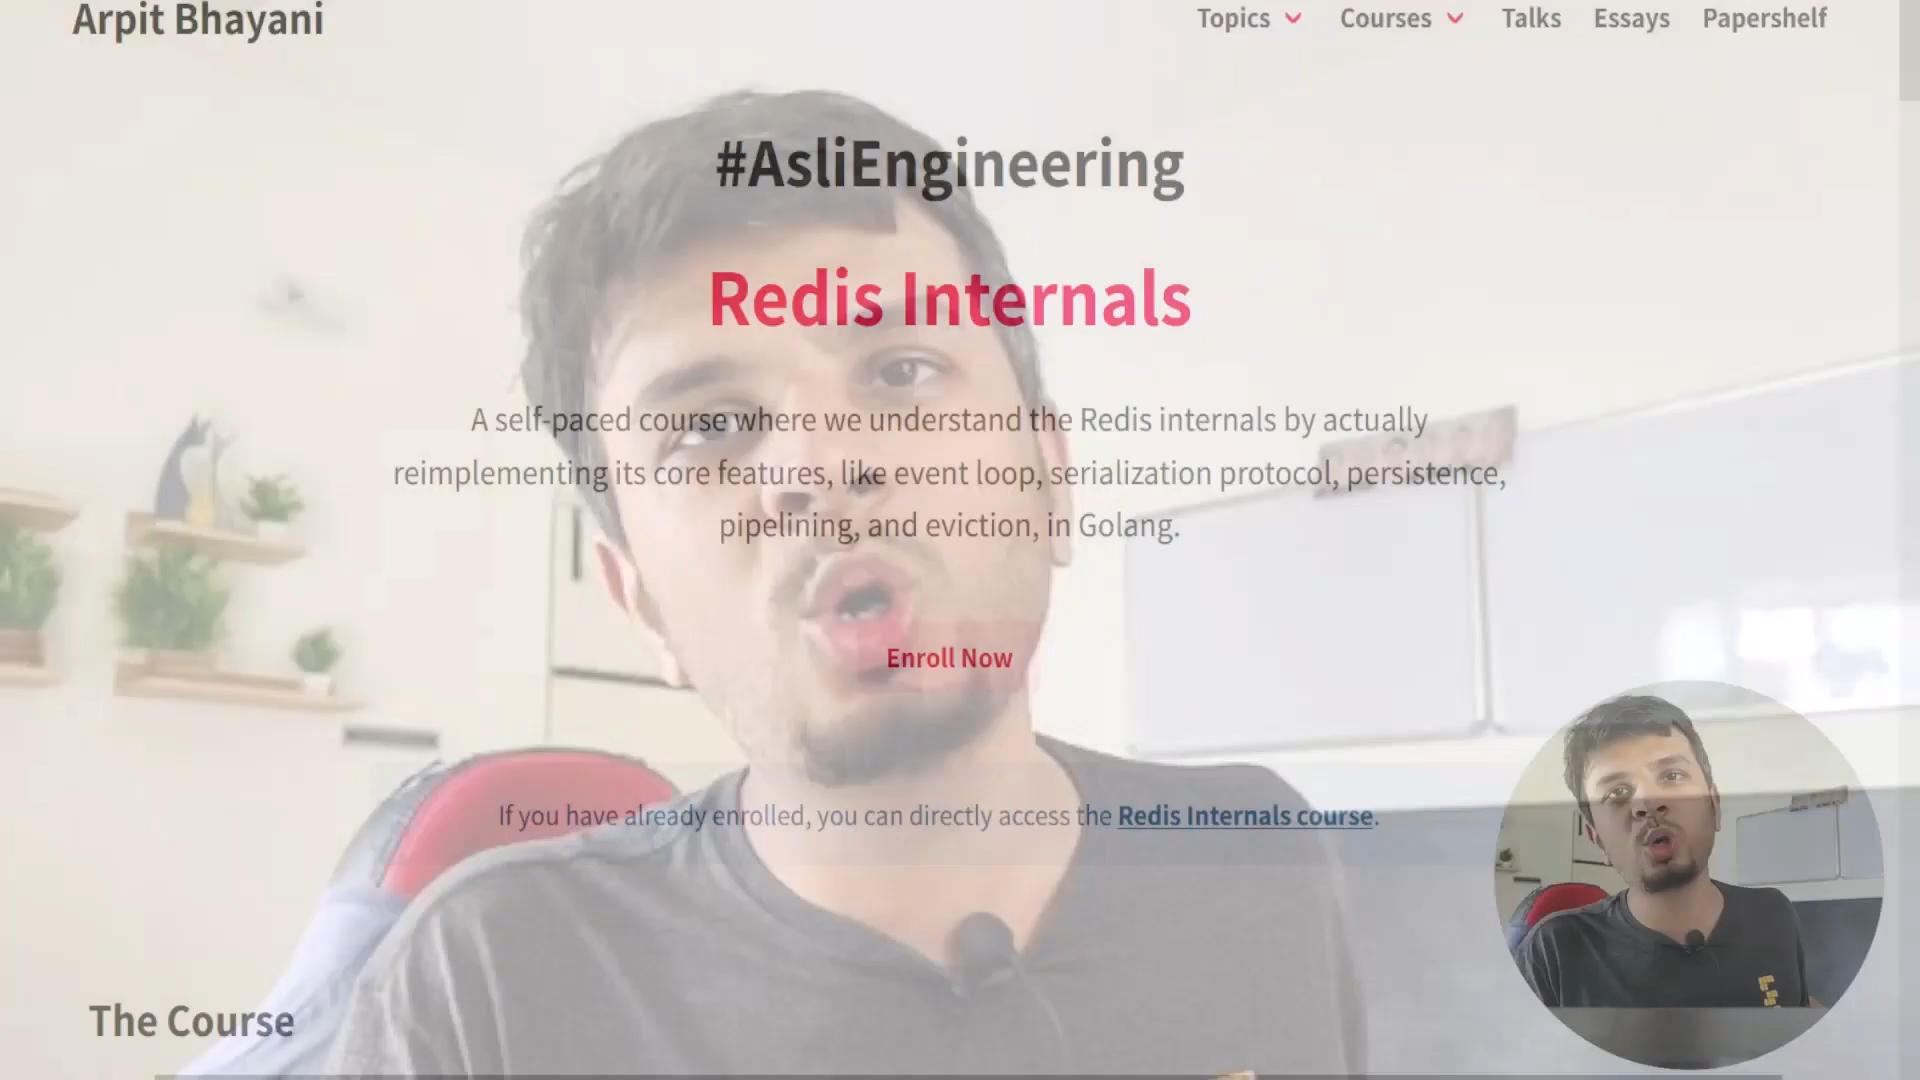 Arpit Bhayani
Topics Courses Talks Essays Papershelf
#AsliEngineering
Redis Internals
A self-paced course where we understand the Redis internals by actually
reimplementing its core features, like event loop, serialization protocol, persistence,
pipelining, and eviction, in Golang.
Enroll Now
If you have already enrolled, you can directly access the Redis Internals course.
The Course